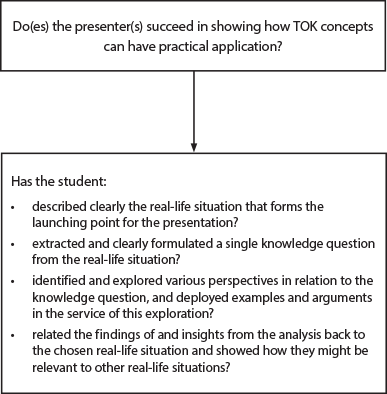 Do(es) the presenter(s) succeed in showing how TOK concepts
can have practical application?
Has the student:
• described clearly the real-life situation that forms the
launching point for the presentation?
• extracted and clearly formulated a single knowledge question
from the real-life situation?
• identified and explored various perspectives in relation to the
knowledge question, and deployed examples and arguments
in the service of this exploration?
• related the findings of and insights from the analysis back to
the chosen real-life situation and showed how they might be
relevant to other real-life situations?